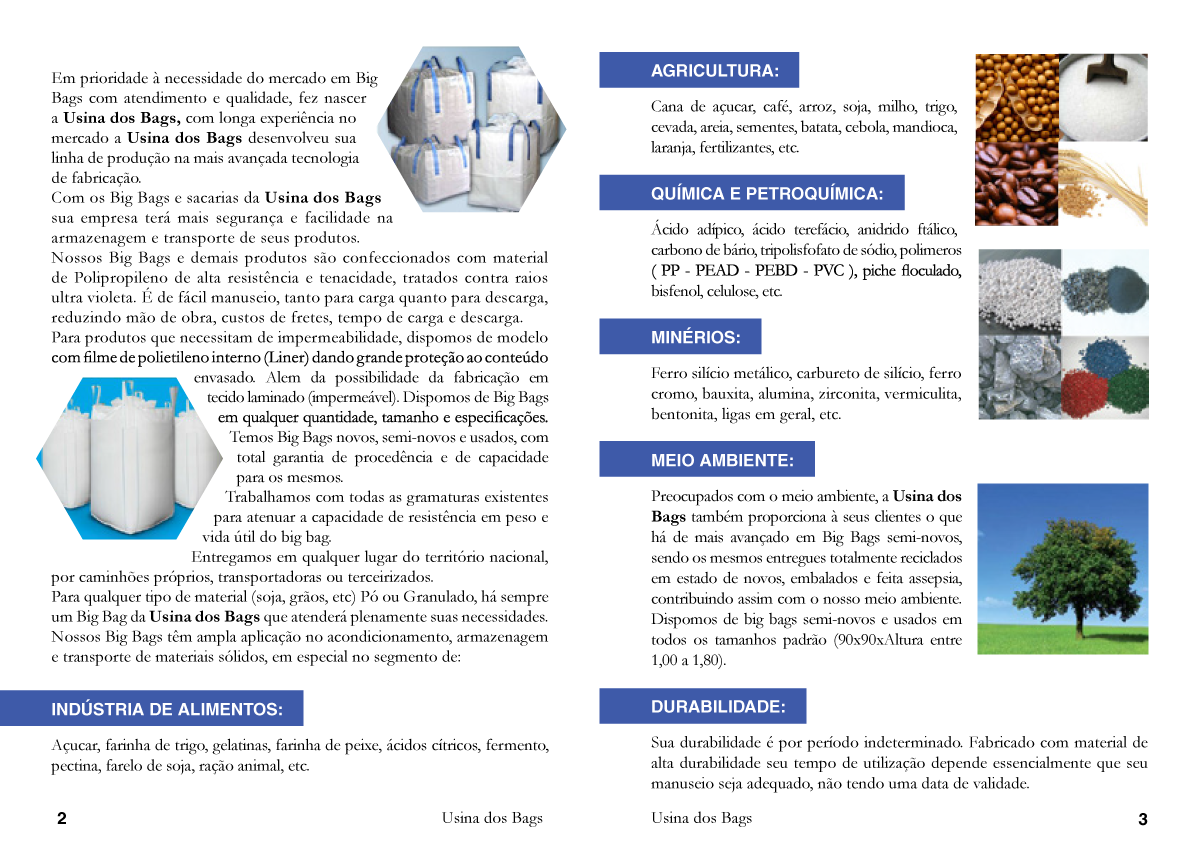 Em prioridade à necessidade do mercado em Big
Bags com atendimento e qualidade, fez nascer
a Usina dos Bags, com longa experiência no
mercado a Usina dos Bags desenvolveu sua
linha de produção na mais avançada tecnologia
de fabricação.
Com os Big Bags e sacarias da Usina dos Bags
sua empresa terá mais segurança e facilidade na
armazenagem e transporte de seus produtos.
Nossos Big Bags e demais produtos são confeccionados com material
de Polipropileno de alta resistência e tenacidade, tratados contra raios
ultra violeta. É de fácil manuseio, tanto para carga quanto para descarga,
reduzindo mão de obra, custos de fretes, tempo de carga e descarga.
Para produtos que necessitam de impermeabilidade, dispomos de modelo
com filme de polietileno interno (Liner) dando grande proteção ao conteúdo
envasado. Alem da possibilidade da fabricação em
tecido laminado (impermeável). Dispomos de Big Bags
em qualquer quantidade, tamanho e especificações.
Temos Big Bags novos, semi-novos e usados, com
total garantia de procedência e de capacidade
para os mesmos.
Trabalhamos com todas as gramaturas existentes
para atenuar a capacidade de resistência em peso e
vida útil do big bag.
Entregamos em qualquer lugar do território nacional,
por caminhões próprios, transportadoras ou terceirizados.
Para qualquer tipo de material (soja, grãos, etc) Pó ou Granulado, há sempre
um Big Bag da Usina dos Bags que atenderá plenamente suas necessidades.
Nossos Big Bags têm ampla aplicação no acondicionamento, armazenagem
e transporte de materiais sólidos, em especial no segmento de:
INDÚSTRIA DE ALIMENTOS:
Açucar, farinha de trigo, gelatinas, farinha de peixe, ácidos cítricos, fermento,
pectina, farelo de soja, ração animal, etc.
2
Usina dos Bags
AGRICULTURA:
Cana de açucar, café, arroz, soja, milho, trigo,
cevada, areia, sementes, batata, cebola, mandioca,
laranja, fertilizantes, etc.
QUÍMICA E PETROQUÍMICA:
Ácido adípico, ácido terefácio, anidrido ftálico,
carbono de bário, tripolisfofato de sódio, polimeros
( PP - PEAD - PEBD - PVC ), piche floculado,
bisfenol, celulose, etc.
MINÉRIOS:
Ferro silício metálico, carbureto de silício, ferro
cromo, bauxita, alumina, zirconita, vermiculita,
bentonita, ligas em geral, etc.
MEIO AMBIENTE:
Preocupados com o meio ambiente, a Usina dos
Bags também proporciona à seus clientes o que
há de mais avançado em Big Bags semi-novos,
sendo os mesmos entregues totalmente reciclados
em estado de novos, embalados e feita assepsia,
contribuindo assim com o nosso meio ambiente.
Dispomos de big bags semi-novos e usados em
todos os tamanhos padrão (90x90xAltura entre
1,00 a 1,80).
DURABILIDADE:
Sua durabilidade é por período indeterminado. Fabricado com material de
alta durabilidade seu tempo de utilização depende essencialmente que seu
manuseio seja adequado, não tendo uma data de validade.
Usina dos Bags
3